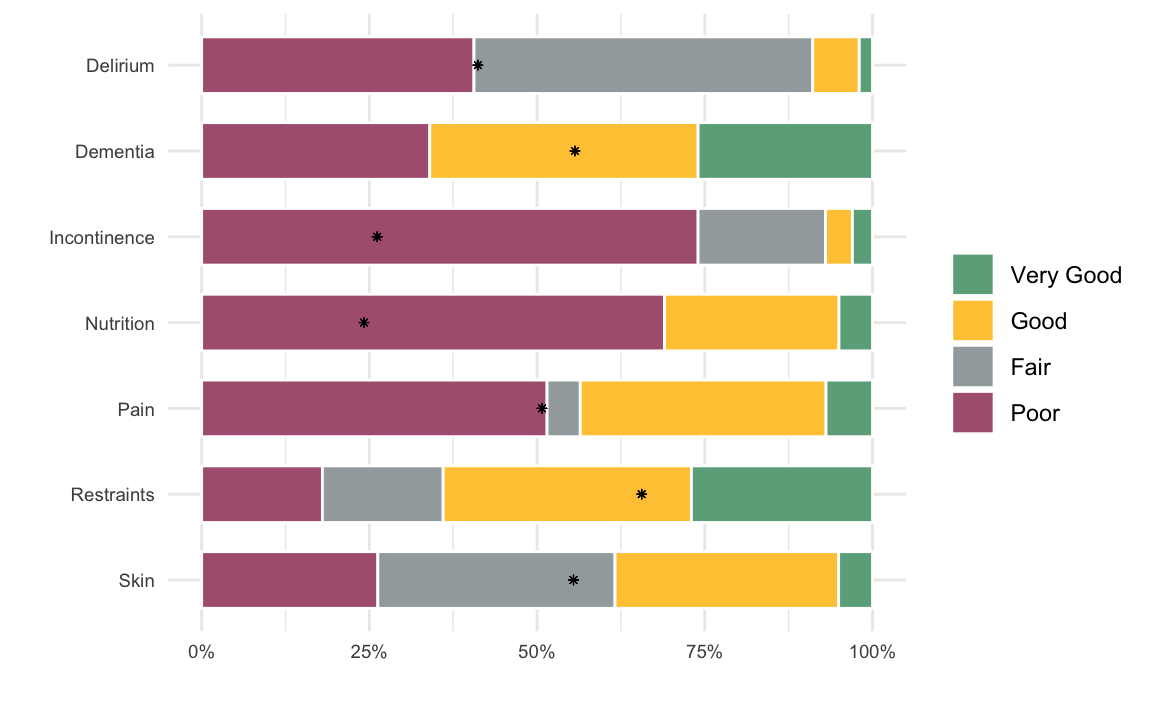 Delirium
Dementia
Incontinence
Nutrition
Pain
Restraints
Skin
0% 25% 50% 75% 100%
Very Good
Good
Fair
Poor